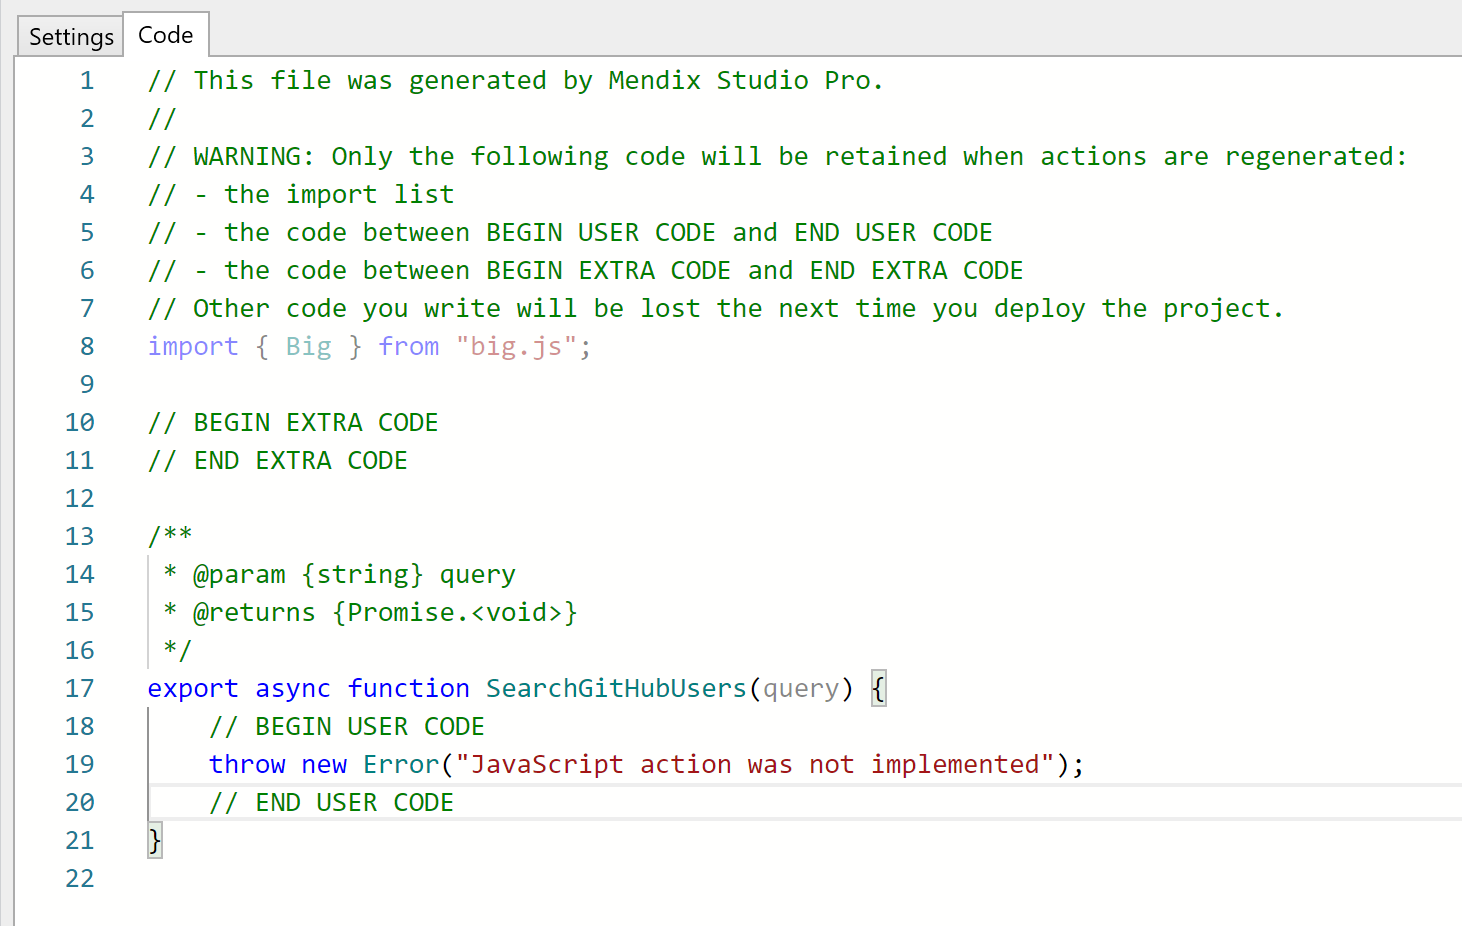 Settings Code
1 // This file was generated by Mendix Studio Pro.
2 //
3 // WARNING: Only the following code will be retained when actions are regenerated:
4 // - the import list
5 // - the code between BEGIN USER CODE and END USER CODE
6 // - the code between BEGIN EXTRA CODE and END EXTRA CODE
7 // Other code you write will be lost the next time you deploy the project.
8 import { Big } from "big.js";
9
10 // BEGIN EXTRA CODE
11 // END EXTRA CODE
12
13 /**
14  * @param {string} query
15  * @returns {Promise.<void>}
16  */
17 export async function SearchGitHubUsers(query) {
18     // BEGIN USER CODE
19     throw new Error("JavaScript action was not implemented");
20     // END USER CODE
21 }
22